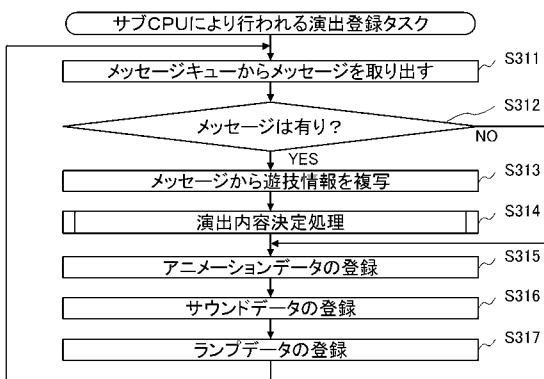 サブCPUにより行われる演出登録タスク
メッセージキューからメッセージを取り出す
S311
メッセージは有り？
S312
NO
YES
メッセージから遊技情報を複写
S313
演出内容決定処理
S314
アニメーションデータの登録
S315
サウンドデータの登録
S316
ランプデータの登録
S317